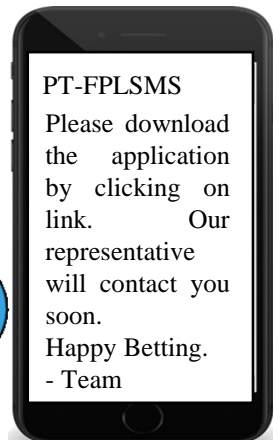 PT-FPLSMS
Please download
the application
by clicking on
link. Our
representative
will contact you
soon.
Happy Betting.
- Team